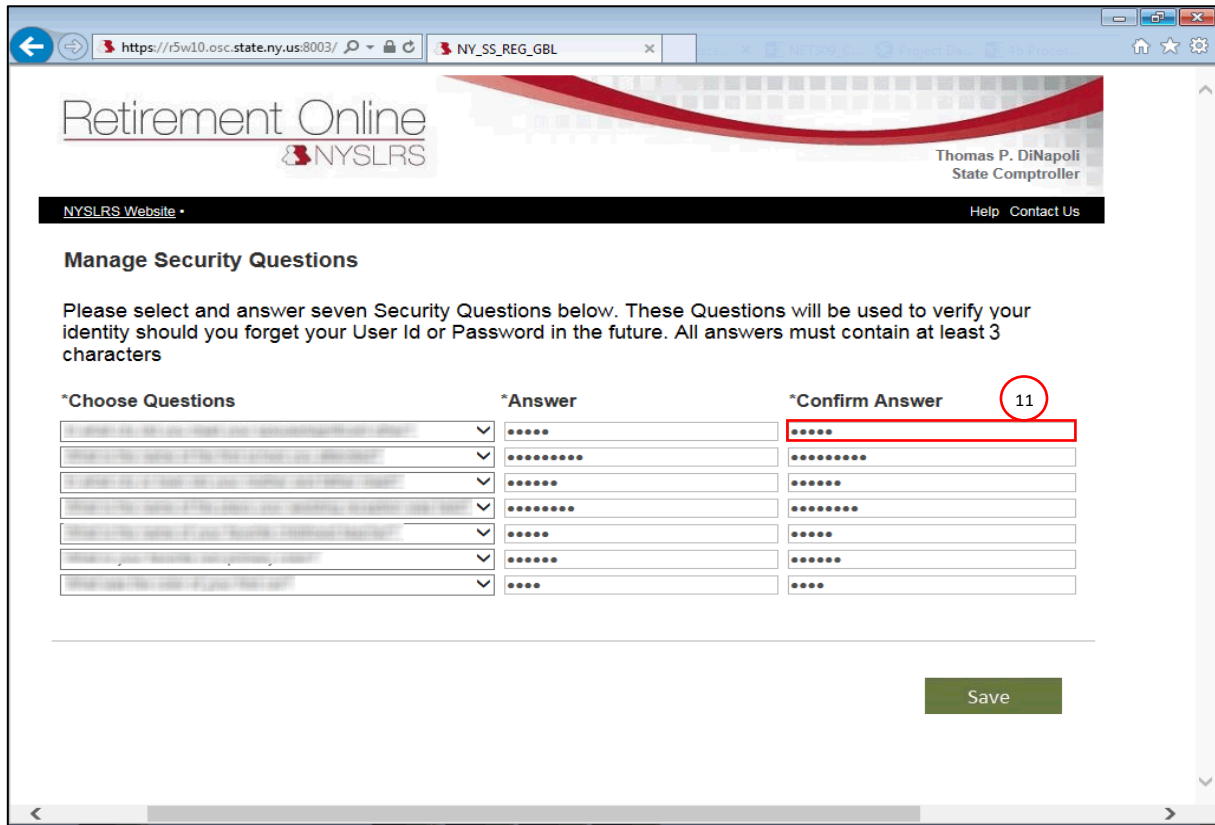 https://r5w10.osc.state.ny.us:8003/
NY_SS_REG_GBL
Retirement Online
NYSLRS
Thomas P. DiNapoli
State Comptroller
NYSLRS Website •
Help Contact Us
Manage Security Questions
Please select and answer seven Security Questions below. These Questions will be used to verify your
identity should you forget your User Id or Password in the future. All answers must contain at least 3
characters
*Choose Questions *Answer *Confirm Answer 11
Save